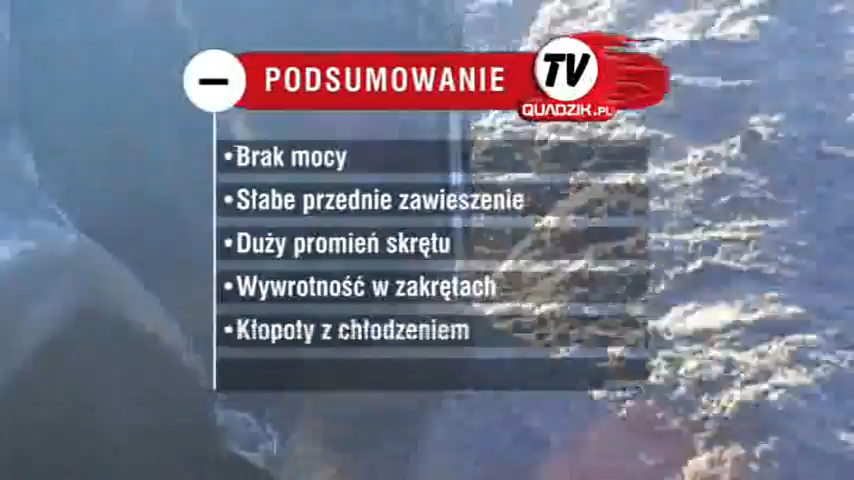 PODSUMOWANIE
TV
QUADZIK.PL
•Brak mocy
•Słabe przednie zawieszenie
•Duży promień skrętu
•Wywrotność w zakrętach
•Kłopoty z chłodzeniem